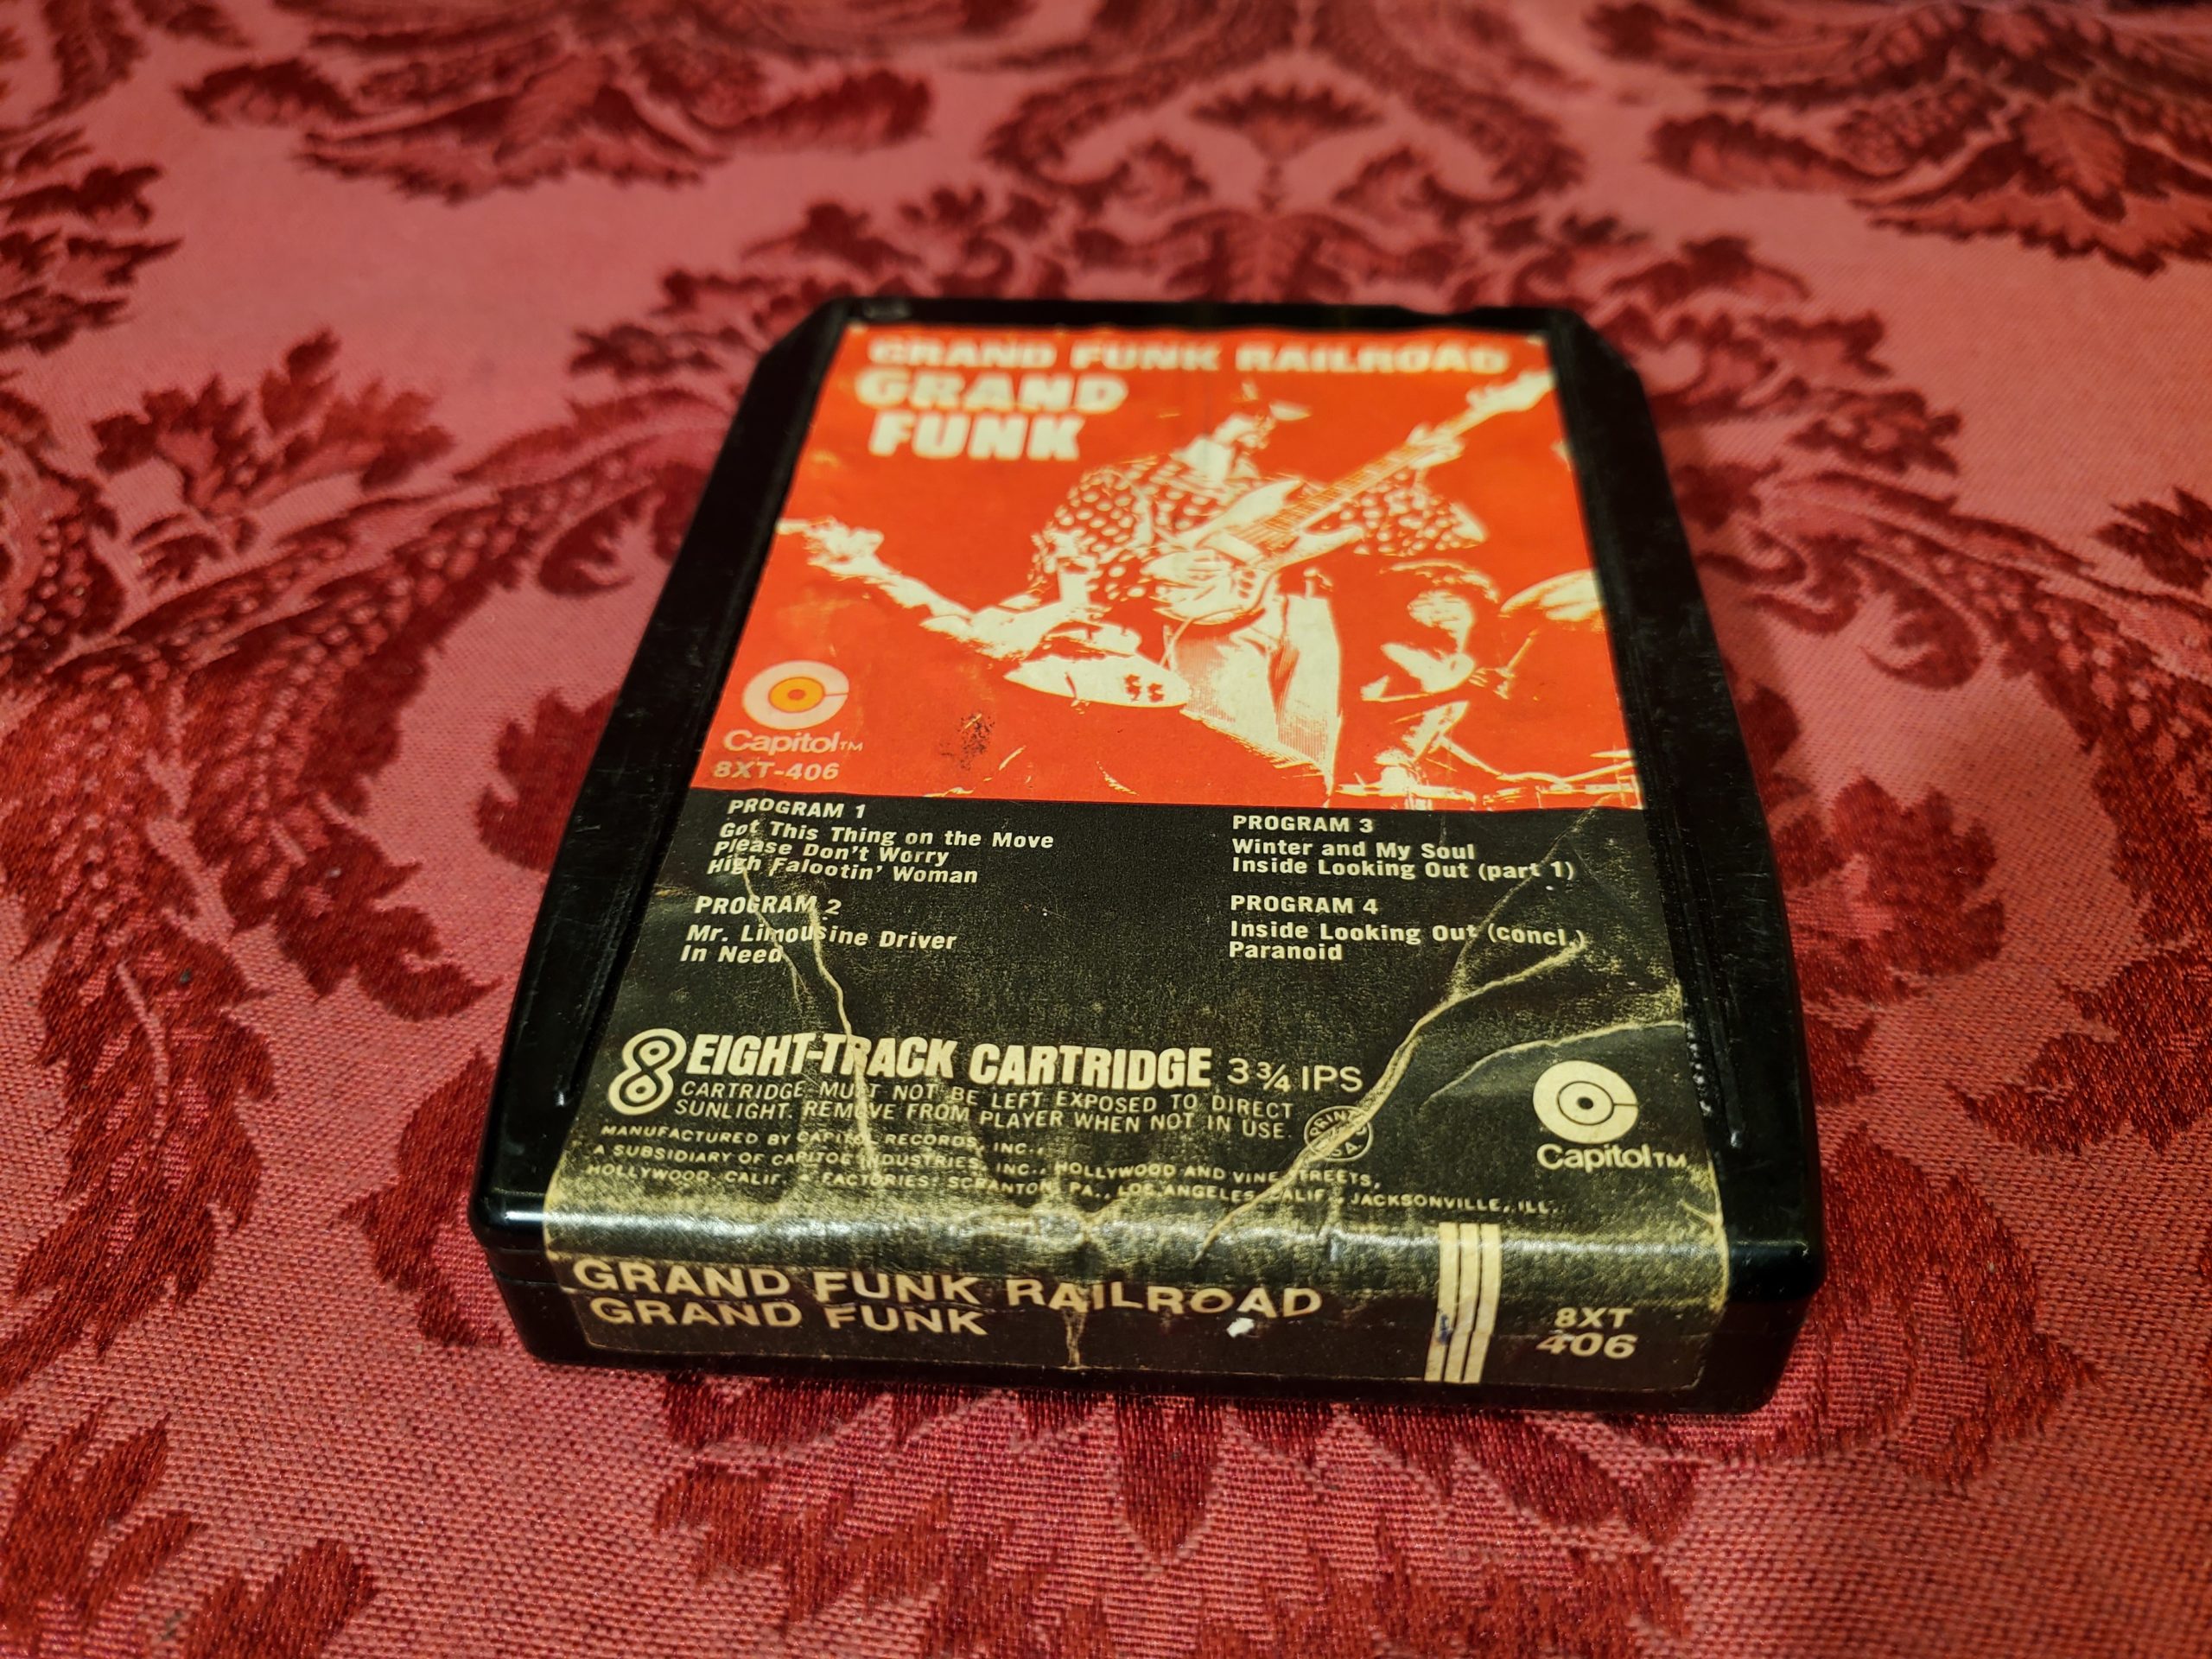 GRAND FUNK RAILROAD
GRAND
FUNK
Capitol™
8XT-406
PROGRAM 1
Got This Thing on the Move
Please Don't Worry
High Falootin' Woman
PROGRAM 2
Mr. Limousine Driver
In Need
PROGRAM 3
Winter and My Soul
Inside Looking Out (part 1)
PROGRAM 4
Inside Looking Out (concl.)
Paranoid
8 EIGHT-TRACK CARTRIDGE 3¾ IPS
CARTRIDGE MUST NOT BE LEFT EXPOSED TO DIRECT
SUNLIGHT. REMOVE FROM PLAYER WHEN NOT IN USE.
MANUFACTURED BY CAPITOL RECORDS, INC.,
A SUBSIDIARY OF CAPITOL INDUSTRIES, INC., HOLLYWOOD AND VINE STREETS,
HOLLYWOOD, CALIF. • FACTORIES: SCRANTON, PA., LOS ANGELES, CALIF., JACKSONVILLE, ILL.
Capitol™
GRAND FUNK RAILROAD
GRAND FUNK
8XT
406